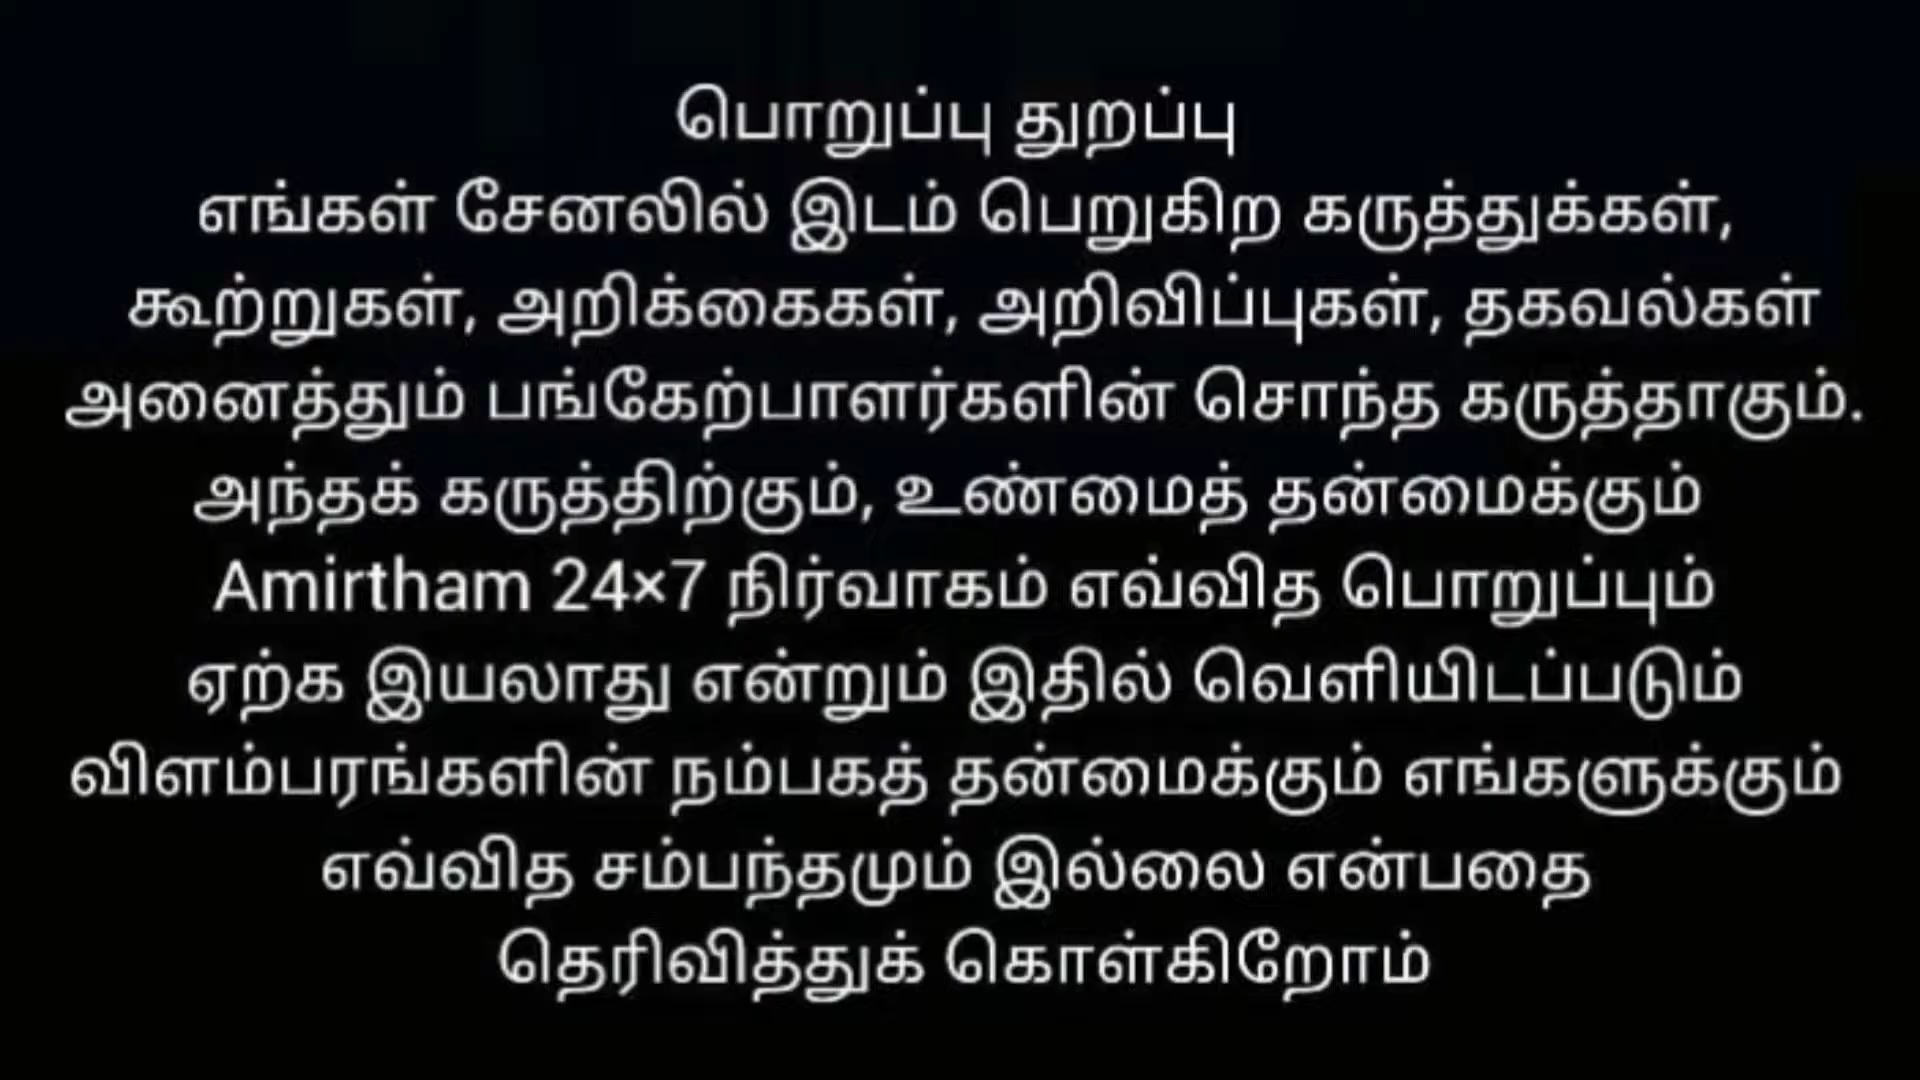 பொறுப்பு துறப்பு
எங்கள் சேனலில் இடம் பெறுகிற கருத்துக்கள்,
கூற்றுகள், அறிக்கைகள், அறிவிப்புகள், தகவல்கள்
அனைத்தும் பங்கேற்பாளர்களின் சொந்த கருத்தாகும்.
அந்தக் கருத்திற்கும், உண்மைத் தன்மைக்கும்
Amirtham 24×7 நிர்வாகம் எவ்வித பொறுப்பும்
ஏற்க இயலாது என்றும் இதில் வெளியிடப்படும்
விளம்பரங்களின் நம்பகத் தன்மைக்கும் எங்களுக்கும்
எவ்வித சம்பந்தமும் இல்லை என்பதை
தெரிவித்துக் கொள்கிறோம்